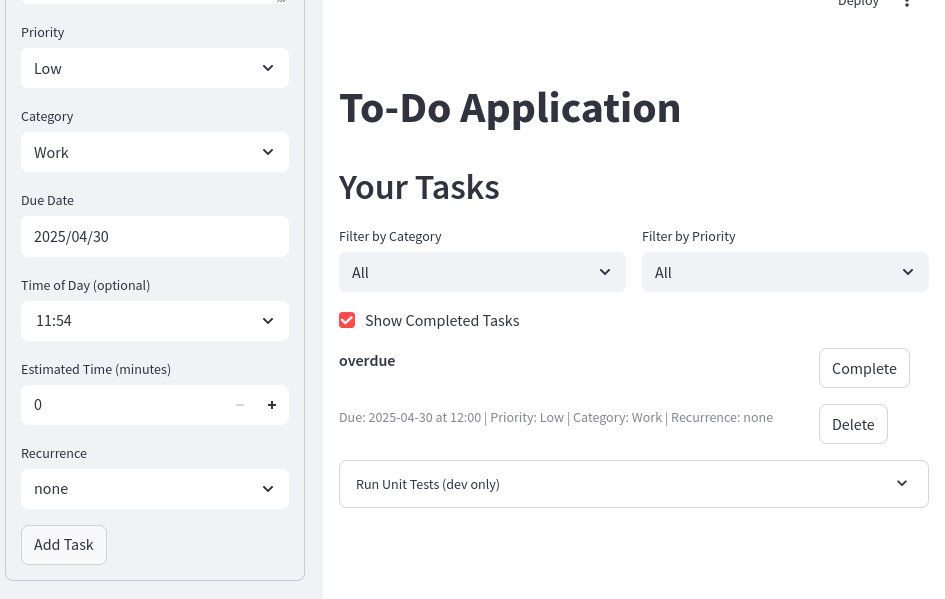 Deploy
Priority
Low
Category
Work
Due Date
2025/04/30
Time of Day (optional)
11:54
Estimated Time (minutes)
0
Recurrence
none
Add Task
To-Do Application
Your Tasks
Filter by Category
Filter by Priority
All
All
Show Completed Tasks
overdue
Complete
Due: 2025-04-30 at 12:00 | Priority: Low | Category: Work | Recurrence: none
Delete
Run Unit Tests (dev only)